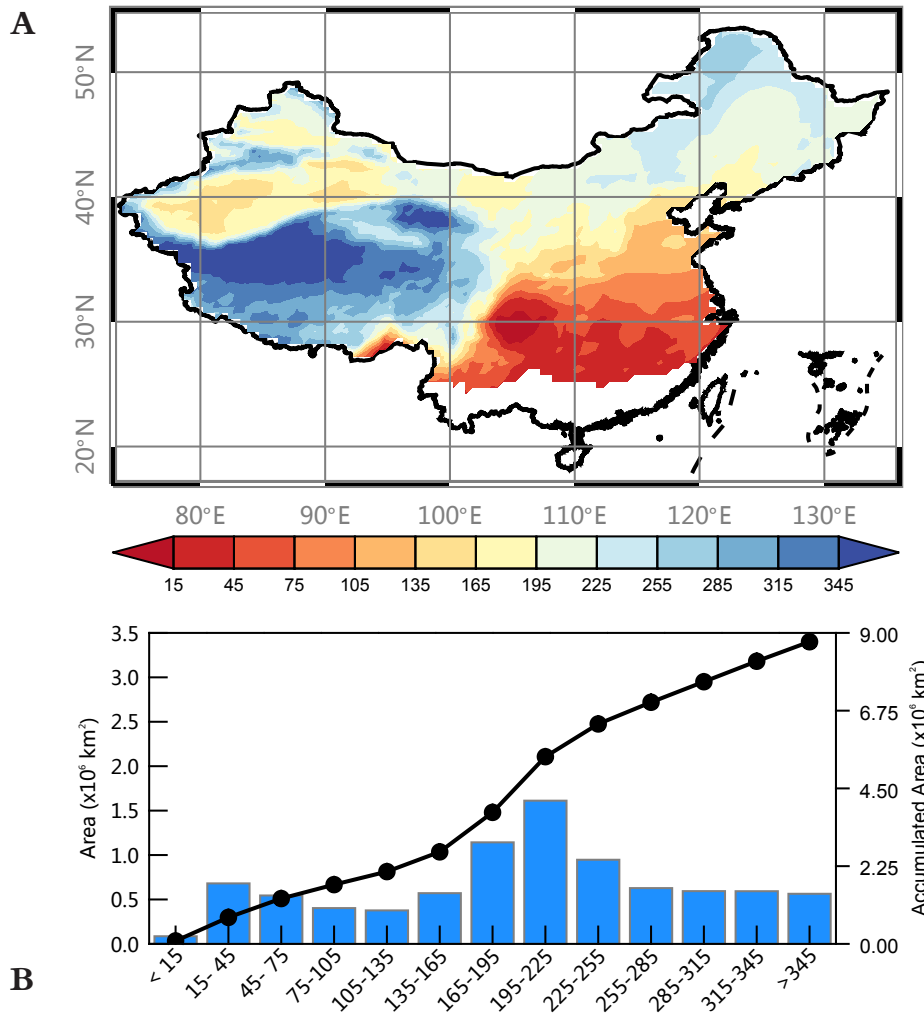 A
50°N
40°N
30°N
20°N
80°E 90°E 100°E 110°E 120°E 130°E
15 45 75 105 135 165 195 225 255 285 315 345
3.5
3.0
2.5
2.0
1.5
1.0
0.5
0.0
Area (x10⁶ km²)
9.00
6.75
4.50
2.25
0.00
Accumulated Area (x10⁶ km²)
< 15
15- 45
45- 75
75-105
105-135
135-165
165-195
195-225
225-255
255-285
285-315
315-345
>345
B